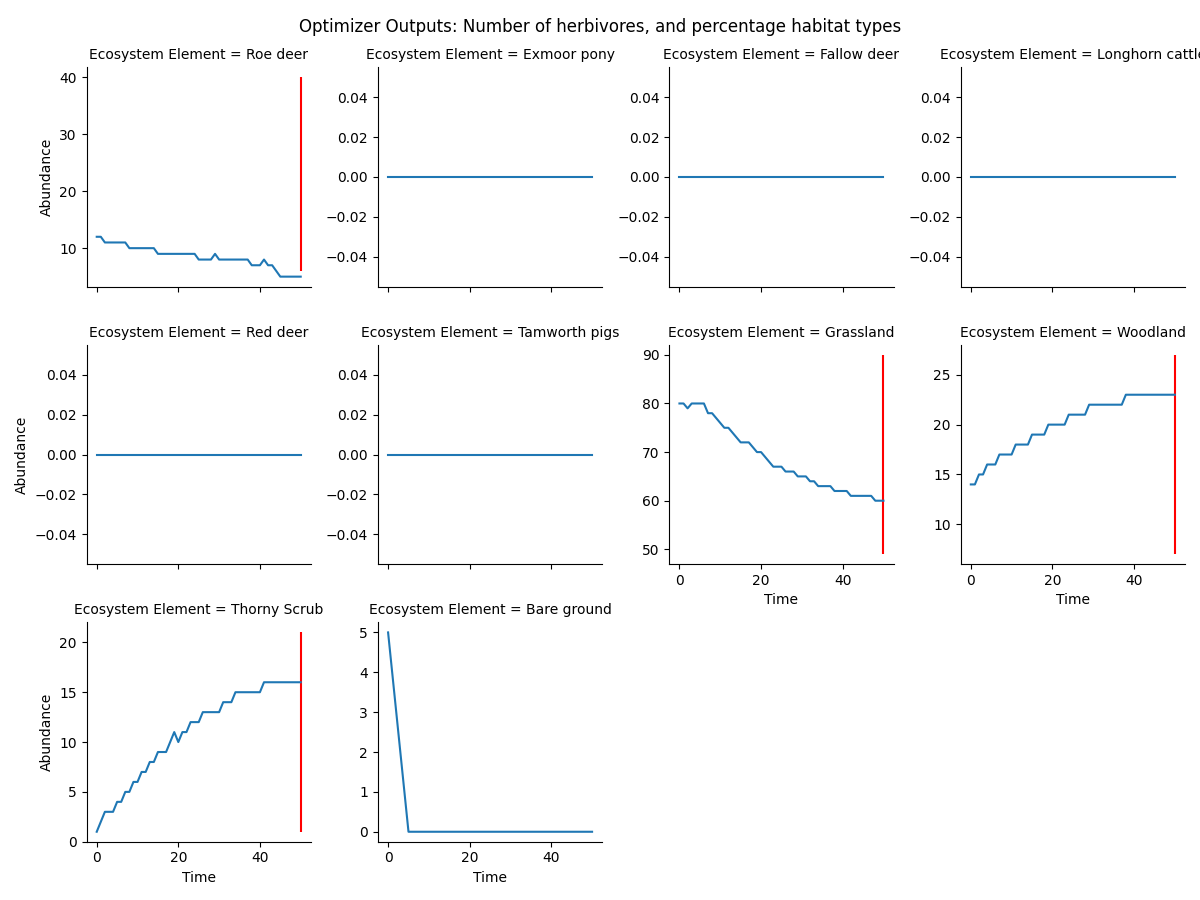 Optimizer Outputs: Number of herbivores, and percentage habitat types
Ecosystem Element = Roe deer
Ecosystem Element = Exmoor pony
Ecosystem Element = Fallow deer
Ecosystem Element = Longhorn cattle
40
30
20
10
Abundance
0.04
0.02
0.00
−0.02
−0.04
0.04
0.02
0.00
−0.02
−0.04
0.04
0.02
0.00
−0.02
−0.04
Ecosystem Element = Red deer
Ecosystem Element = Tamworth pigs
Ecosystem Element = Grassland
Ecosystem Element = Woodland
0.04
0.02
0.00
−0.02
−0.04
Abundance
0.04
0.02
0.00
−0.02
−0.04
90
80
70
60
50
0 20 40
Time
25
20
15
10
0 20 40
Time
Ecosystem Element = Thorny Scrub
Ecosystem Element = Bare ground
20
15
10
5
0
Abundance
0 20 40
Time
5
4
3
2
1
0
0 20 40
Time